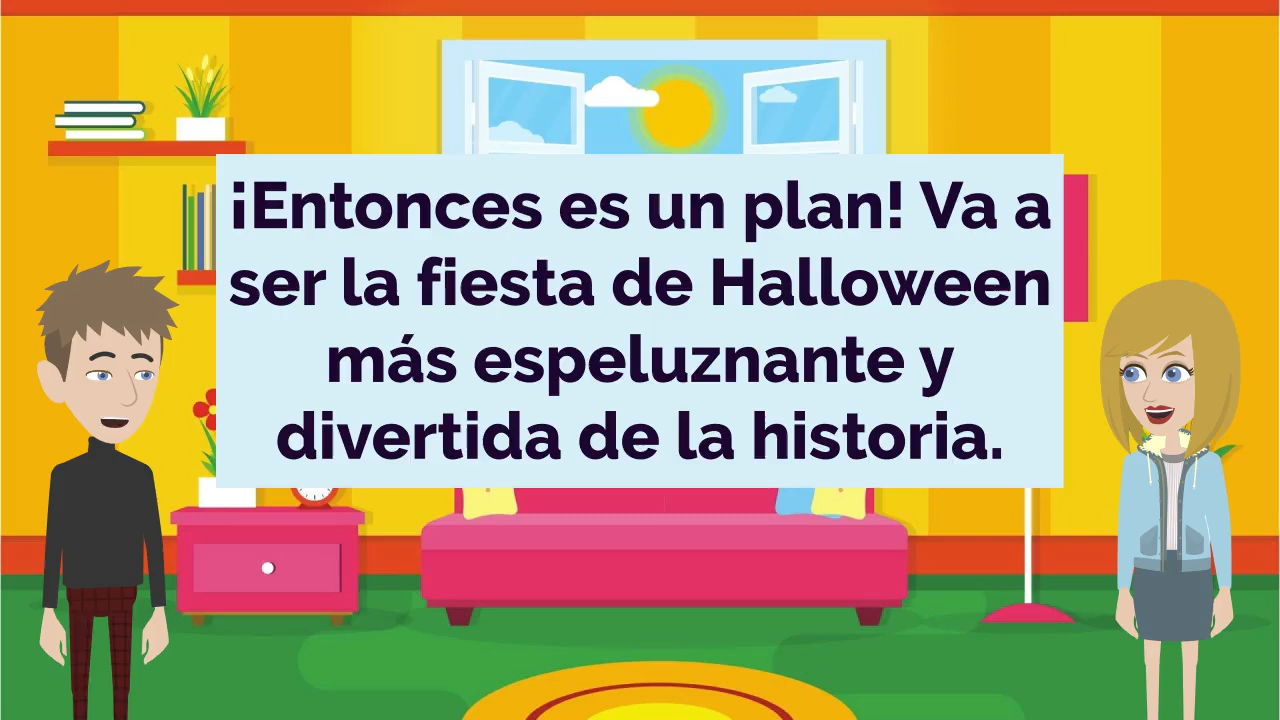 ¡Entonces es un plan! Va a
ser la fiesta de Halloween
más espeluznante y
divertida de la historia.